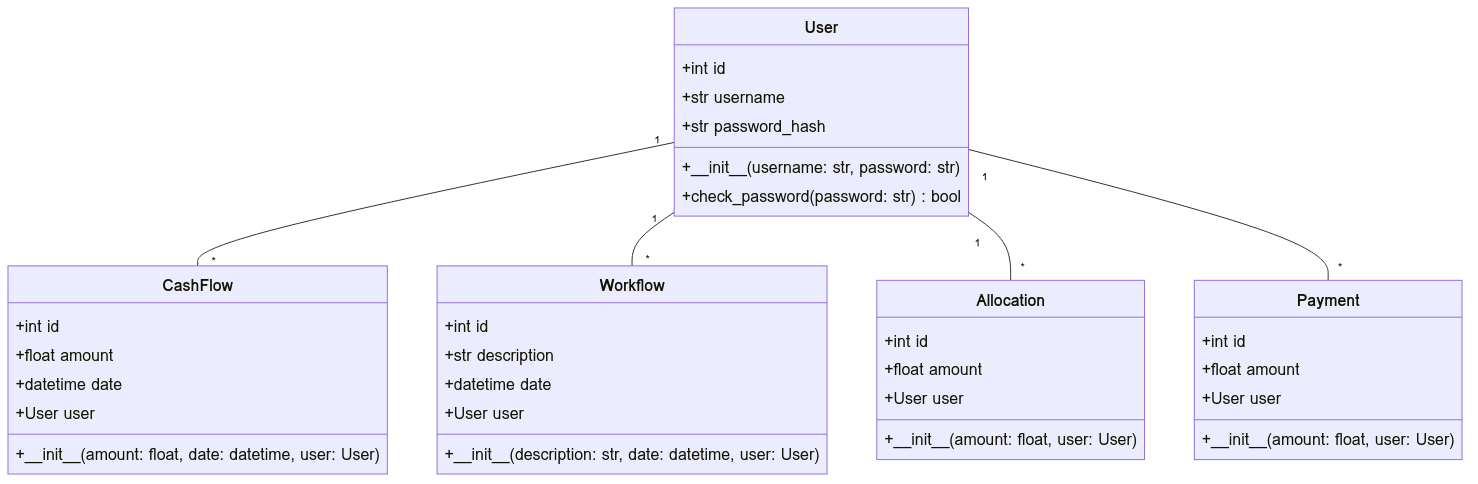 User
+int id
+str username
+str password_hash
+__init__(username: str, password: str)
+check_password(password: str) : bool
1
1
1
1
*
*
*
*
CashFlow
+int id
+float amount
+datetime date
+User user
+__init__(amount: float, date: datetime, user: User)
Workflow
+int id
+str description
+datetime date
+User user
+__init__(description: str, date: datetime, user: User)
Allocation
+int id
+float amount
+User user
+__init__(amount: float, user: User)
Payment
+int id
+float amount
+User user
+__init__(amount: float, user: User)